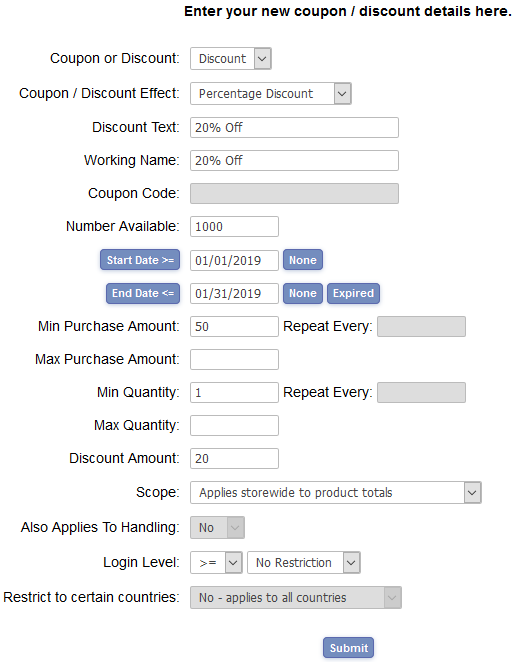 Enter your new coupon / discount details here.
Coupon or Discount: Discount
Coupon / Discount Effect: Percentage Discount
Discount Text: 20% Off
Working Name: 20% Off
Coupon Code:
Number Available: 1000
Start Date >= 01/01/2019 None
End Date <= 01/31/2019 None Expired
Min Purchase Amount: 50 Repeat Every:
Max Purchase Amount:
Min Quantity: 1 Repeat Every:
Max Quantity:
Discount Amount: 20
Scope: Applies storewide to product totals
Also Applies To Handling: No
Login Level: >= No Restriction
Restrict to certain countries: No - applies to all countries
Submit